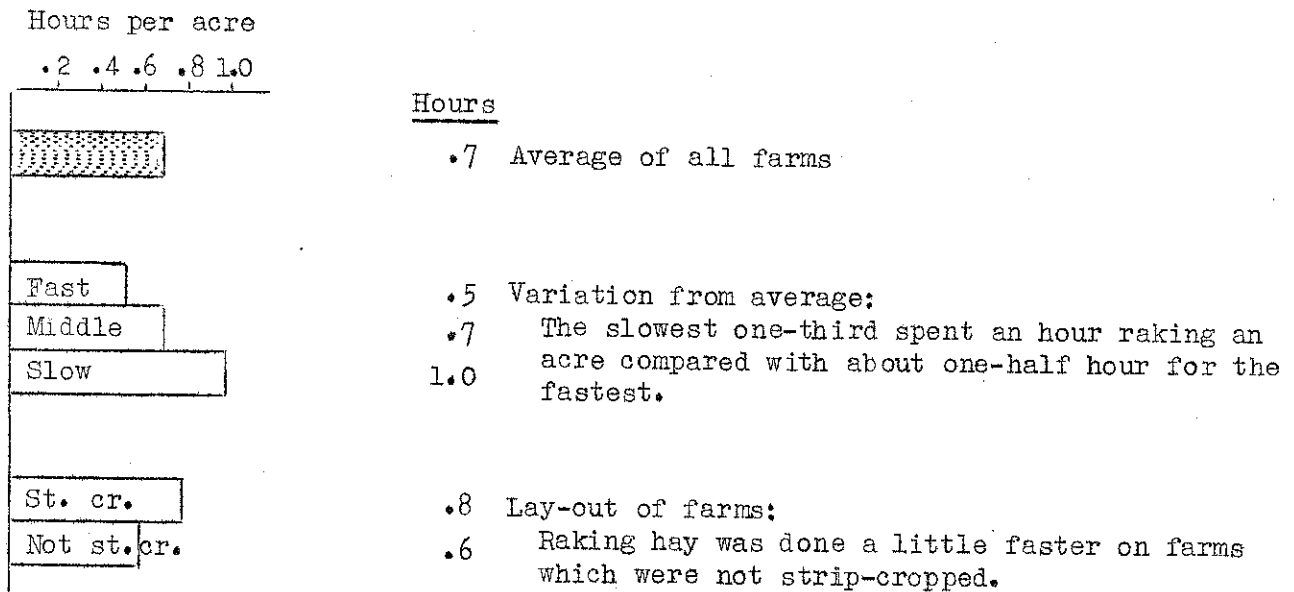 Hours per acre
.2 .4 .6 .8 1.0
Hours
.7 Average of all farms
Fast .5 Variation from average:
Middle .7 The slowest one-third spent an hour raking an
Slow 1.0 acre compared with about one-half hour for the
fastest.
St. cr. .8 Lay-out of farms:
Not st.cr. .6 Raking hay was done a little faster on farms
which were not strip-cropped.